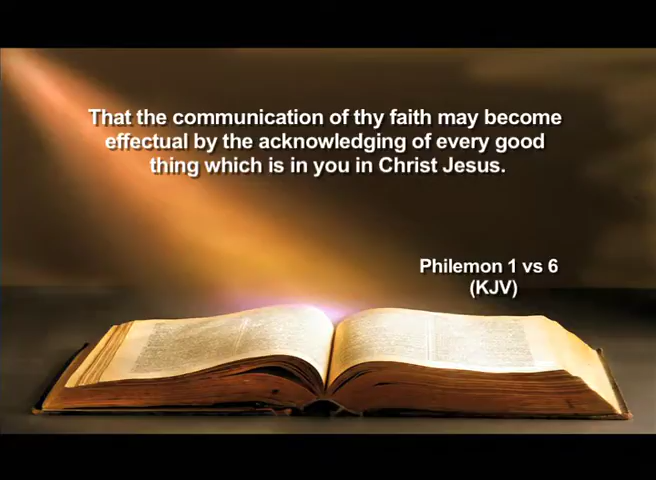 That the communication of thy faith may become
effectual by the acknowledging of every good
thing which is in you in Christ Jesus.
Philemon 1 vs 6
(KJV)